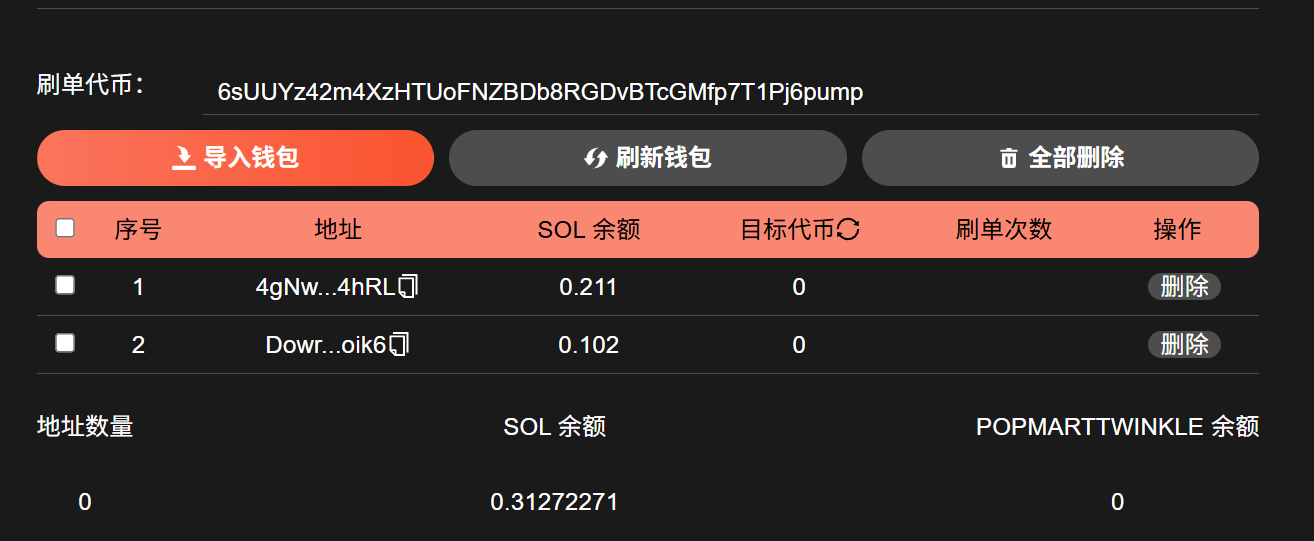 刷单代币：
6sUUYz42m4XzHTUoFNZBDb8RGDvBTcGMfp7T1Pj6pump
导入钱包 刷新钱包 全部删除
序号 地址 SOL 余额 目标代币 刷单次数 操作
1 4gNw...4hRL 0.211 0 删除
2 Dowr...oik6 0.102 0 删除
地址数量 SOL 余额 POPMARTTWINKLE 余额
0 0.31272271 0